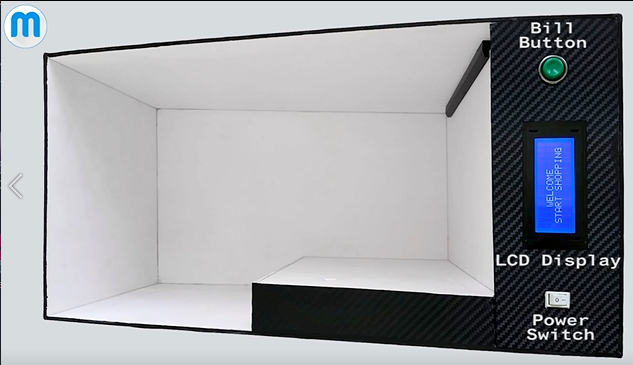 m
Bill
Button
WELCOME
START SHOPPING
LCD Display
Power
Switch